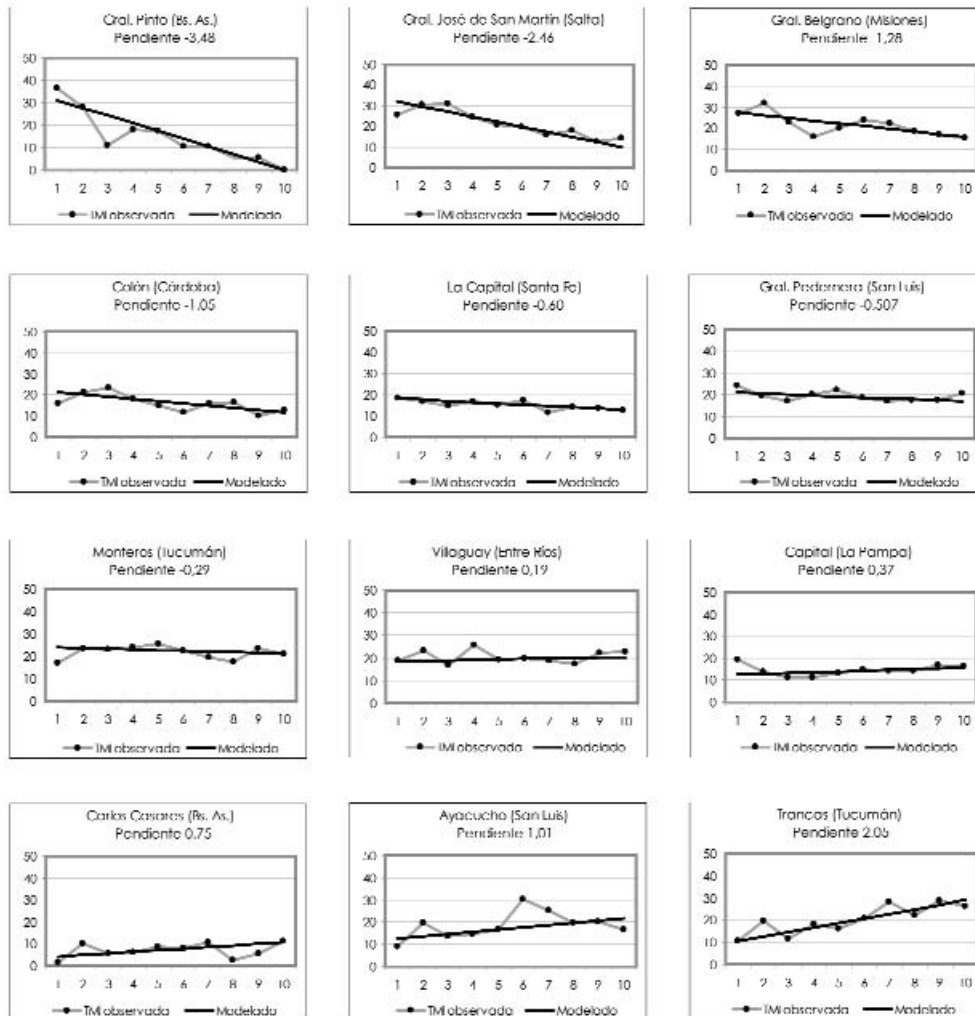 Gral. Pinto (Bs. As.)
Pendiente -3,48
50
40
30
20
10
0
1 2 3 4 5 6 7 8 9 10
TMI observada Modelado
Gral. José de San Martín (Salta)
Pendiente -2.46
50
40
30
20
10
0
1 2 3 4 5 6 7 8 9 10
TMI observada Modelado
Gral. Belgrano (Misiones)
Pendiente 1,28
50
40
30
20
10
0
1 2 3 4 5 6 7 8 9 10
TMI observada Modelado
Colón (Córdoba)
Pendiente -1,05
50
40
30
20
10
0
1 2 3 4 5 6 7 8 9 10
TMI observada Modelado
La Capital (Santa Fe)
Pendiente -0.60
50
40
30
20
10
0
1 2 3 4 5 6 7 8 9 10
TMI observada Modelado
Gral. Pedernera (San Luis)
Pendiente -0.507
50
40
30
20
10
0
1 2 3 4 5 6 7 8 9 10
TMI observada Modelado
Monteros (Tucumán)
Pendiente -0,29
50
40
30
20
10
0
1 2 3 4 5 6 7 8 9 10
TMI observada Modelado
Villaguay (Entre Ríos)
Pendiente 0,19
50
40
30
20
10
0
1 2 3 4 5 6 7 8 9 10
TMI observada Modelado
Capital (La Pampa)
Pendiente 0,37
50
40
30
20
10
0
1 2 3 4 5 6 7 8 9 10
TMI observada Modelado
Carlos Casares (Bs. As.)
Pendiente 0.75
50
40
30
20
10
0
1 2 3 4 5 6 7 8 9 10
TMI observada Modelado
Ayacucho (San Luis)
Pendiente 1,01
50
40
30
20
10
0
1 2 3 4 5 6 7 8 9 10
TMI observada Modelado
Trancas (Tucumán)
Pendiente 2.05
50
40
30
20
10
0
1 2 3 4 5 6 7 8 9 10
TMI observada Modelado